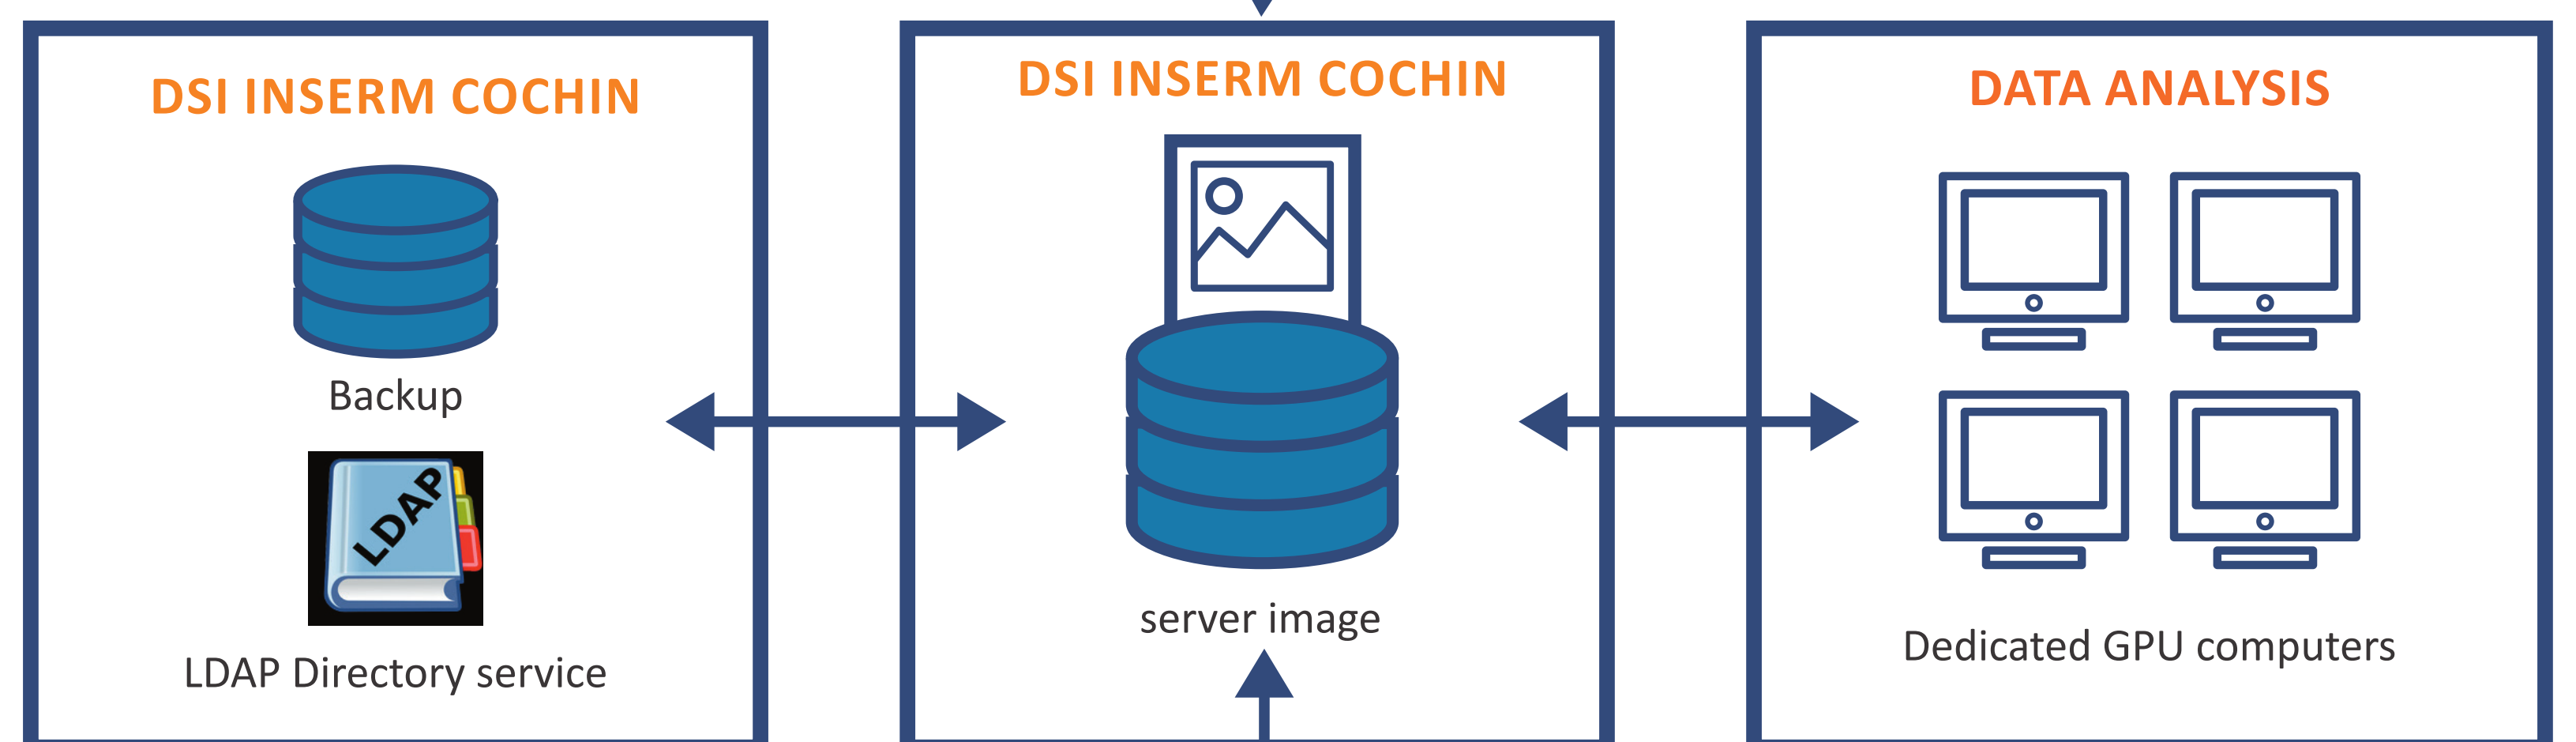 DSI INSERM COCHIN
Backup
LDAP
LDAP Directory service
DSI INSERM COCHIN
server image
DATA ANALYSIS
Dedicated GPU computers